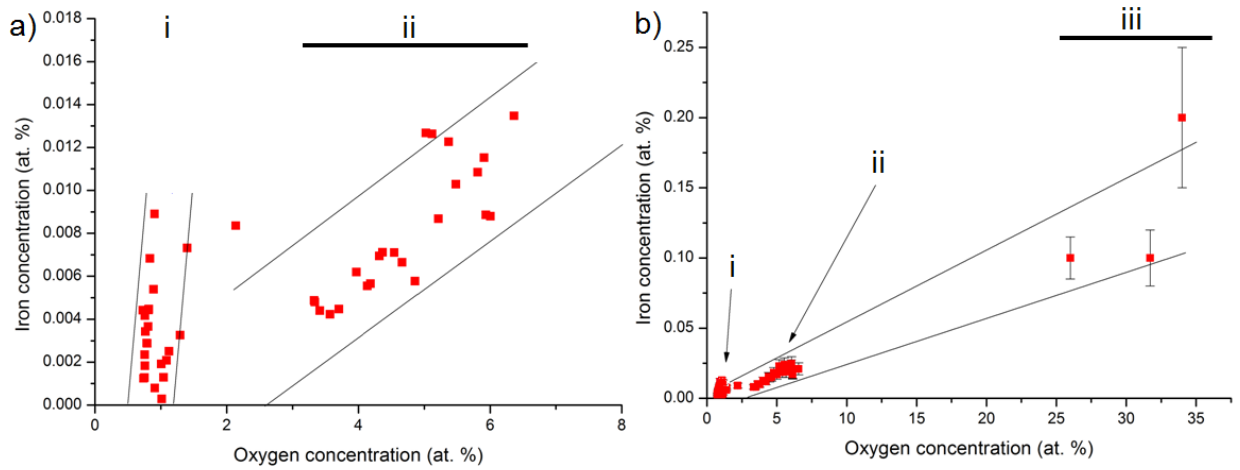 a)
i
ii
0.018
0.016
0.014
0.012
0.010
0.008
0.006
0.004
0.002
0.000
Iron concentration (at. %)
0
2
4
6
8
Oxygen concentration (at. %)
b)
iii
ii
i
0.25
0.20
0.15
0.10
0.05
0.00
Iron concentration (at. %)
0
5
10
15
20
25
30
35
Oxygen concentration (at. %)